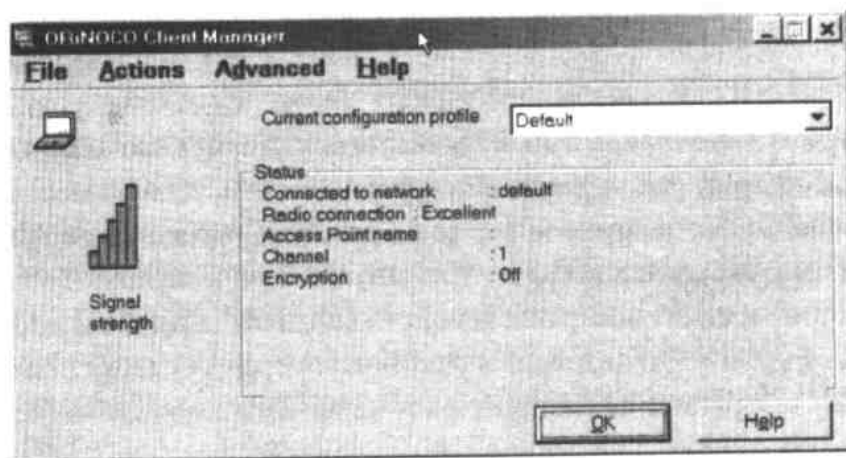 ORiNOCO Client Manager
File Actions Advanced Help
Current configuration profile Default
Status
Connected to network : default
Radio connection : Excellent
Access Point name
Channel : 1
Encryption : Off
Signal
strength
OK Help